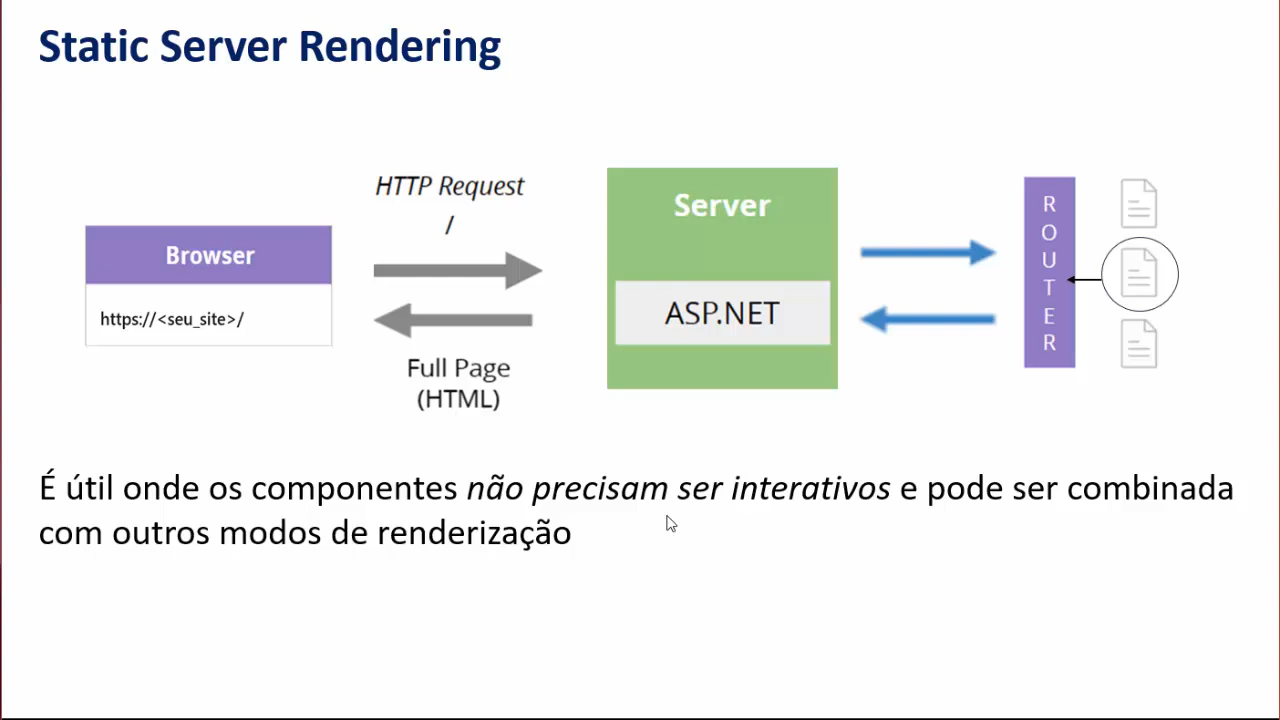 Static Server Rendering
HTTP Request
/
Browser
https://<seu_site>/
Full Page
(HTML)
Server
ASP.NET
ROUTER
É útil onde os componentes não precisam ser interativos e pode ser combinada
com outros modos de renderização